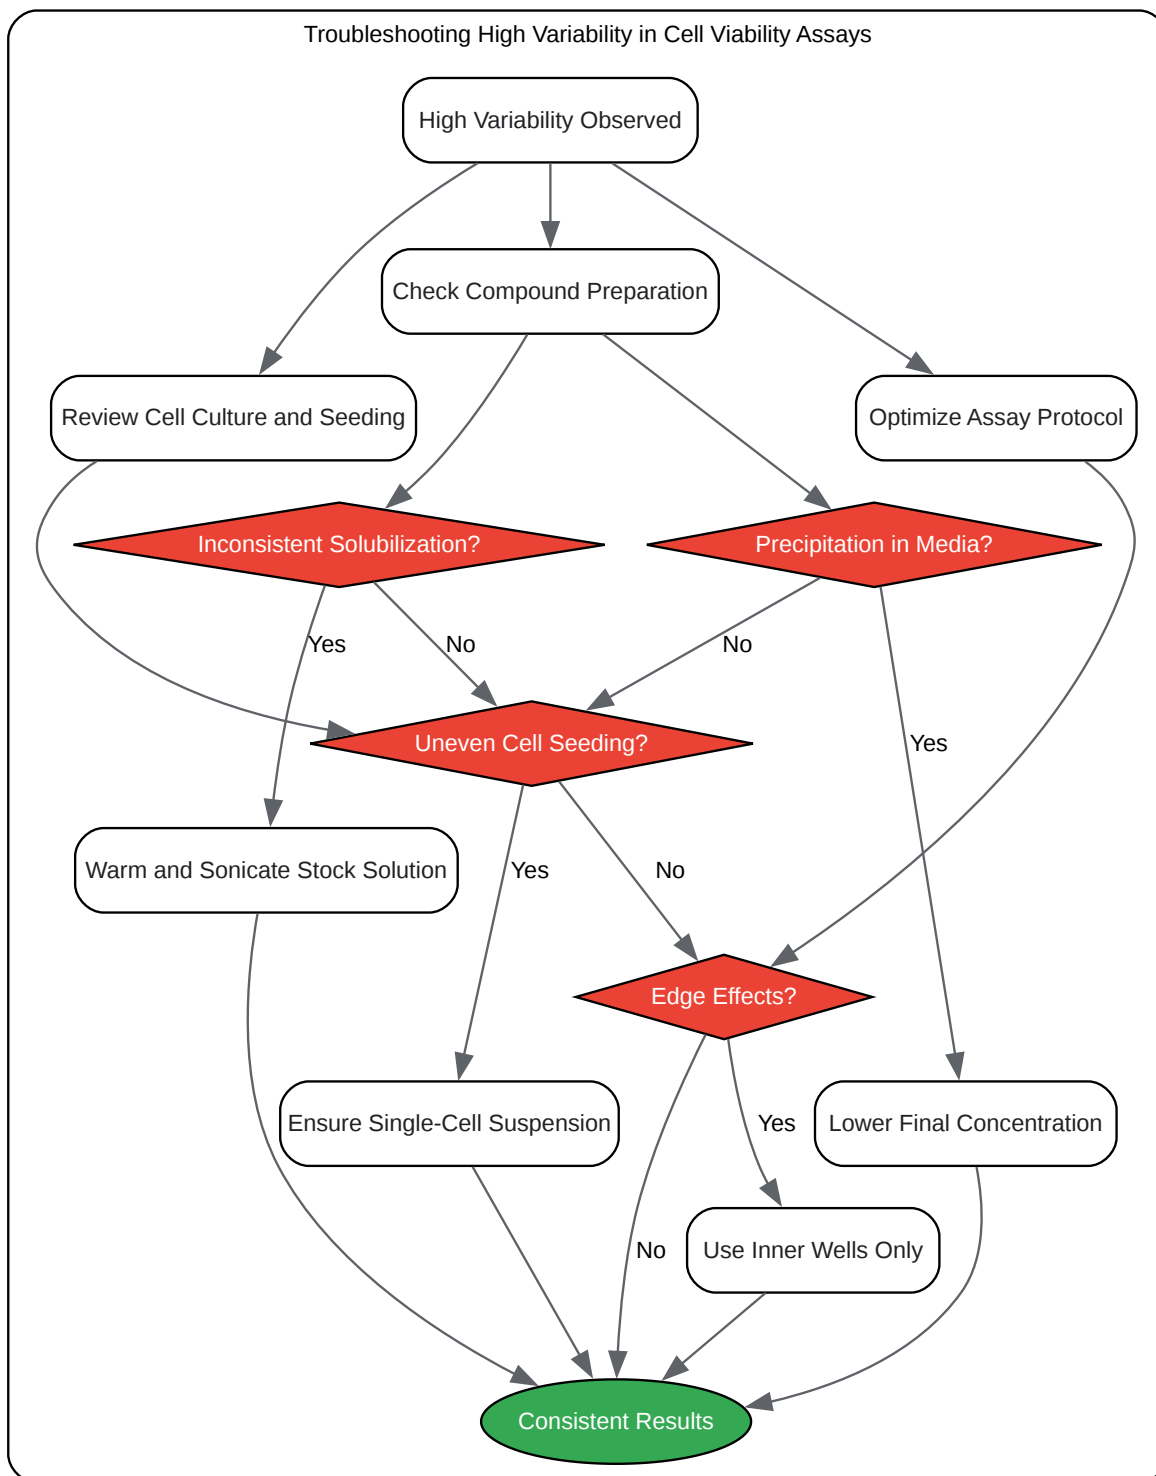 Troubleshooting High Variability in Cell Viability Assays
High Variability Observed
Check Compound Preparation
Review Cell Culture and Seeding
Optimize Assay Protocol
Inconsistent Solubilization?
Precipitation in Media?
Yes
No
No
Uneven Cell Seeding?
Yes
Warm and Sonicate Stock Solution
Yes
No
Edge Effects?
Ensure Single-Cell Suspension
Yes
Lower Final Concentration
No
Use Inner Wells Only
Consistent Results